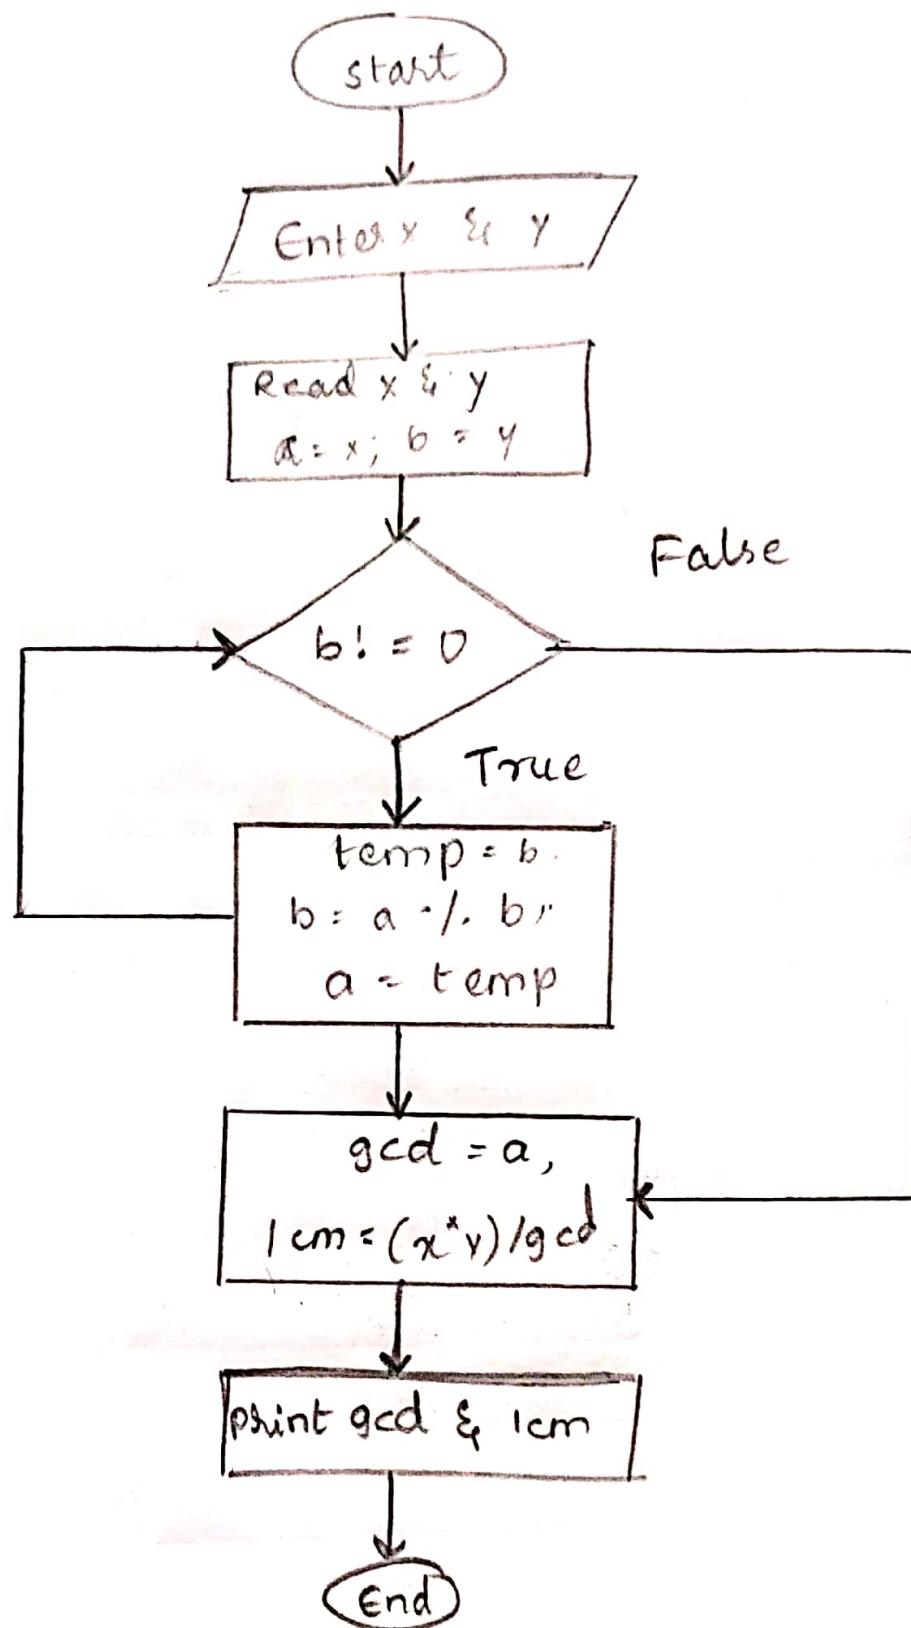 start
Enter x & y
Read x & y
a = x; b = y
b! = 0
False
True
temp = b.
b = a % b;
a = temp
gcd = a,
lcm = (x*y)/gcd
print gcd & lcm
End